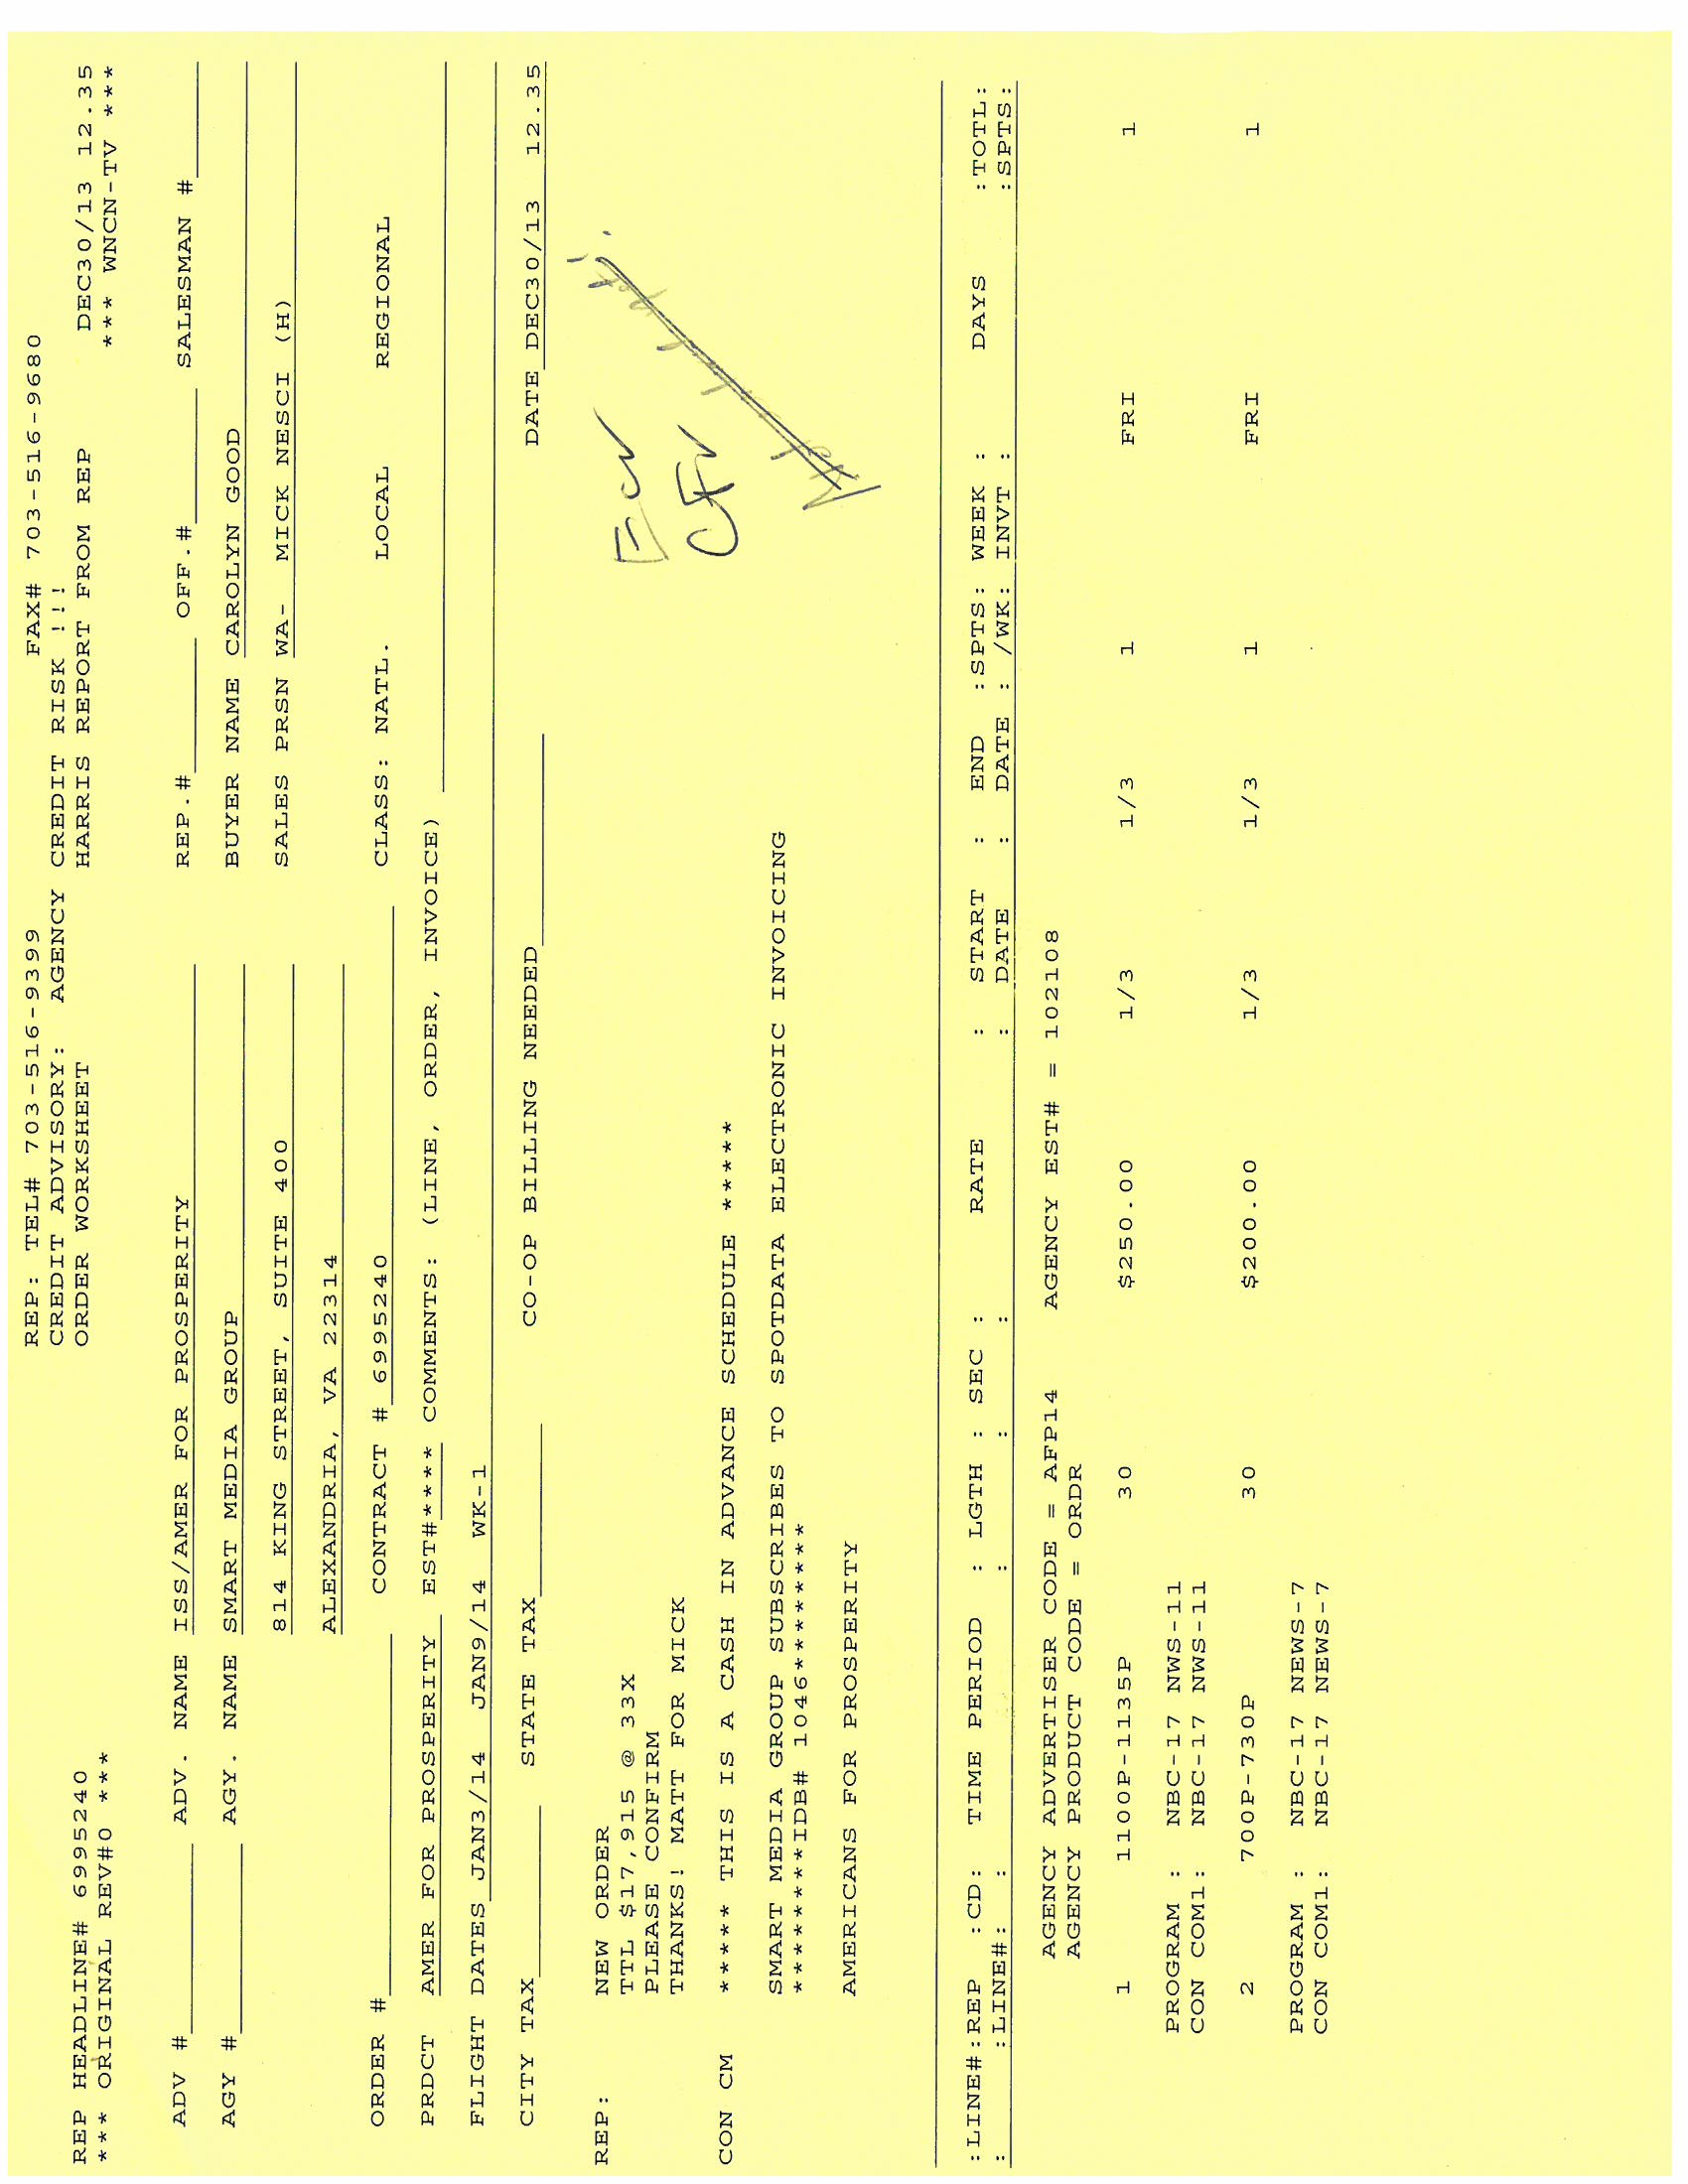 REP: TEL# 703-516-9399 FAX# 703-516-9680
CREDIT ADVISORY: AGENCY CREDIT RISK !!!
REP HEADLINE# 6995240 ORDER WORKSHEET HARRIS REPORT FROM REP DEC30/13 12.35
*** ORIGINAL REV#0 *** *** WNCN-TV ***
ADV # ADV. NAME ISS/AMER FOR PROSPERITY REP.# OFF.# SALESMAN #
AGY # AGY. NAME SMART MEDIA GROUP BUYER NAME CAROLYN GOOD
814 KING STREET, SUITE 400 SALES PRSN WA- MICK NESCI (H)
ALEXANDRIA, VA 22314
ORDER # CONTRACT # 6995240 CLASS: NATL. LOCAL REGIONAL
PRDCT AMER FOR PROSPERITY EST#**** COMMENTS: (LINE, ORDER, INVOICE)
FLIGHT DATES JAN3/14 JAN9/14 WK-1
CITY TAX STATE TAX CO-OP BILLING NEEDED DATE DEC30/13 12.35
REP: NEW ORDER
TTL $17,915 @ 33X
PLEASE CONFIRM
THANKS! MATT FOR MICK
CON CM ***** THIS IS A CASH IN ADVANCE SCHEDULE *****
SMART MEDIA GROUP SUBSCRIBES TO SPOTDATA ELECTRONIC INVOICING
**********IDB# 1046**********
AMERICANS FOR PROSPERITY
:LINE#:REP :CD: TIME PERIOD : LGTH : SEC : RATE : START : END :SPTS: WEEK : DAYS :TOTL:
: :LINE#: : : : : DATE : DATE : /WK: INVT : :SPTS:
AGENCY ADVERTISER CODE = AFP14 AGENCY EST# = 102108
AGENCY PRODUCT CODE = ORDR
1 1100P-1135P 30 $250.00 1/3 1/3 1 FRI 1
PROGRAM : NBC-17 NWS-11
CON COM1: NBC-17 NWS-11
2 700P-730P 30 $200.00 1/3 1/3 1 FRI 1
PROGRAM : NBC-17 NEWS-7
CON COM1: NBC-17 NEWS-7